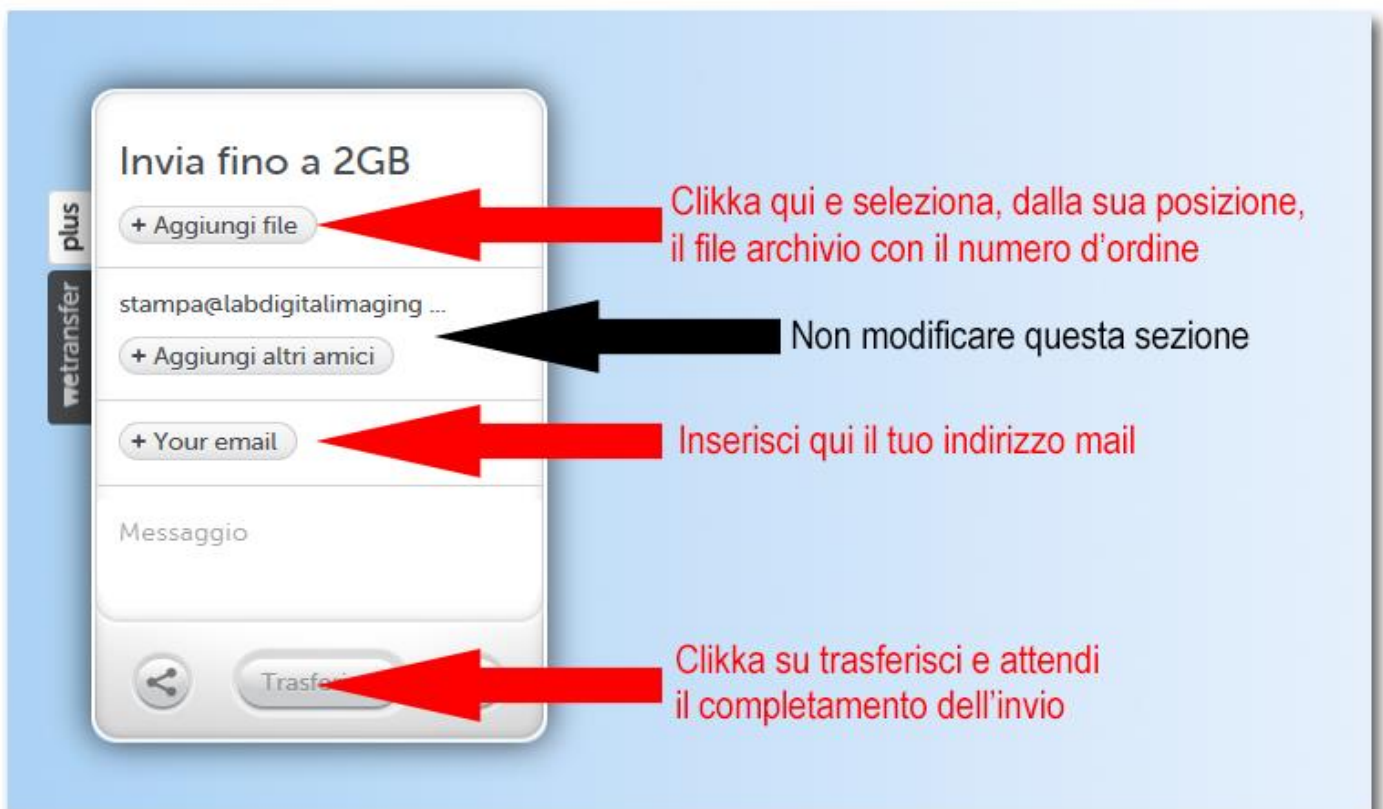 Invia fino a 2GB
plus
+ Aggiungi file
Clikka qui e seleziona, dalla sua posizione,
il file archivio con il numero d'ordine
wetransfer
stampa@labdigitalimaging ...
+ Aggiungi altri amici
Non modificare questa sezione
+ Your email
Inserisci qui il tuo indirizzo mail
Messaggio
Clikka su trasferisci e attendi
il completamento dell'invio